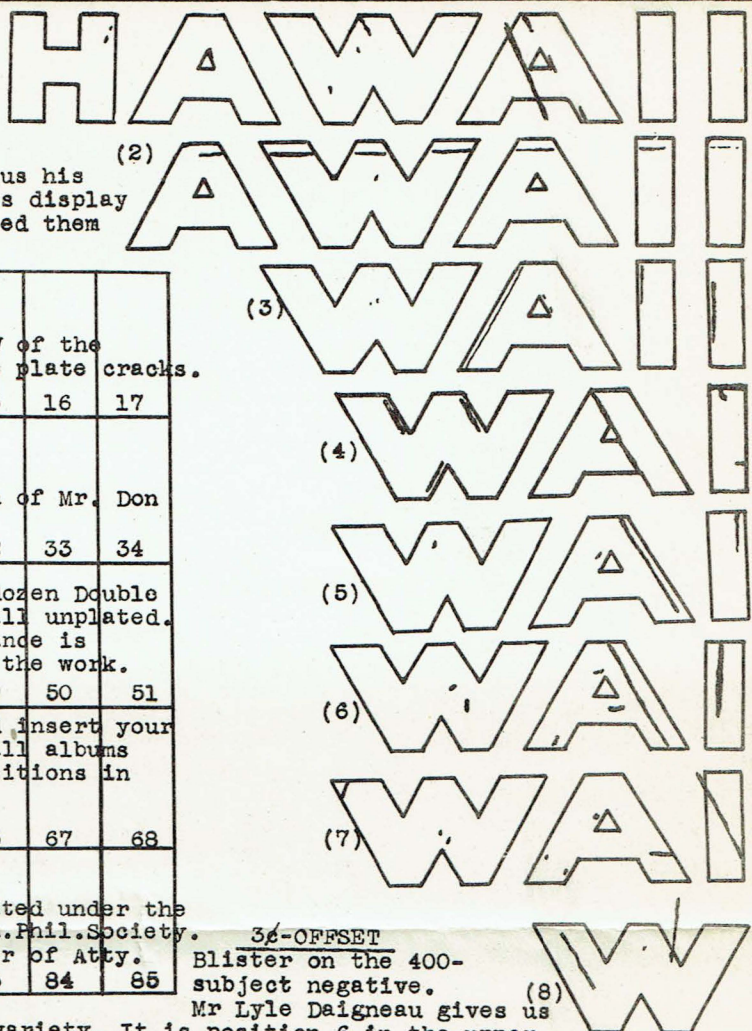 HAWAII
(2) AWAII
us his
s display
ed them
(3) WAII
of the
plate cracks.
16 17
(4) WAI
of Mr. Don
33 34
(5) WAI
ozen Double
ll unplated.
nce is
the work.
50 51
(6) WAI
insert your
ll albums
itions in
67 68
(7) WAI
ted under the
.Phil.Society.
r of Atty.
84 85
3¢-OFFSET
Blister on the 400-
subject negative.
(8) W
Mr Lyle Daigneau gives us
variety. It is position 6 in the upper